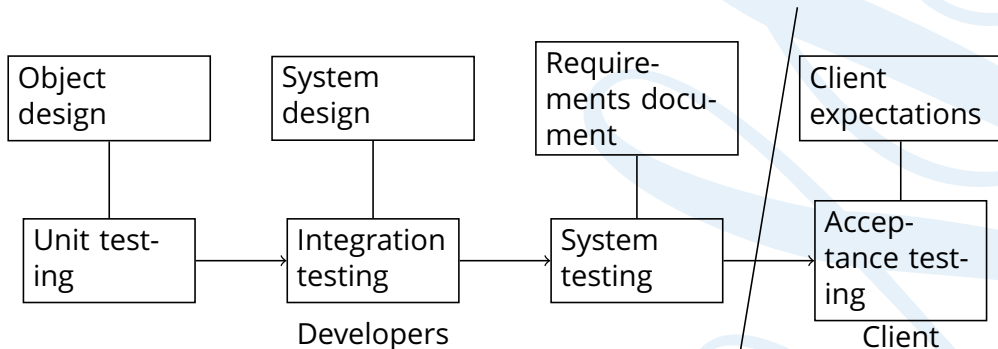 Object
design
System
design
Require-
ments docu-
ment
Client
expectations
Unit test-
ing
Integration
testing
System
testing
Accep-
tance test-
ing
Developers
Client